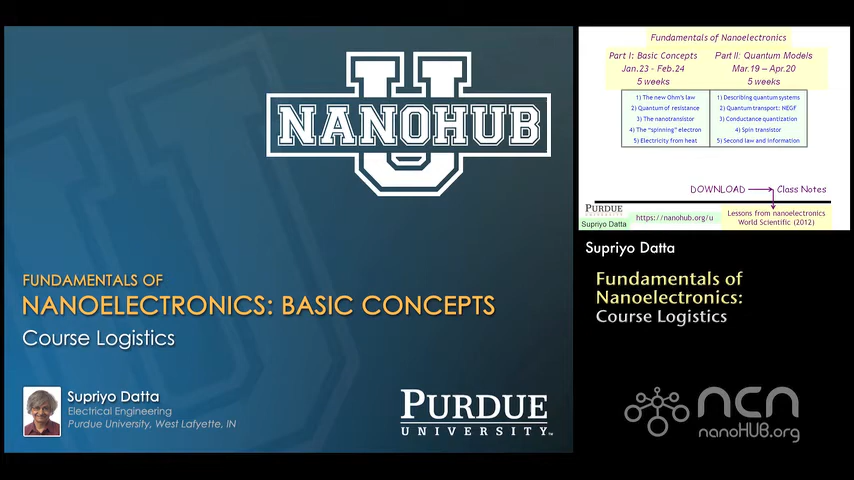 NANOHUB
FUNDAMENTALS OF
NANOELECTRONICS: BASIC CONCEPTS
Course Logistics
Supriyo Datta
Electrical Engineering
Purdue University, West Lafyette, IN
PURDUE
UNIVERSITY
Fundamentals of Nanoelectronics
Part I: Basic Concepts
Jan.23 - Feb.24
5 weeks
Part II: Quantum Models
Mar.19 – Apr.20
5 weeks
1) The new Ohm's law
2) Quantum of resistance
3) The nanotransistor
4) The "spinning" electron
5) Electricity from heat
1) Describing quantum systems
2) Quantum transport: NEGF
3) Conductance quantization
4) Spin transistor
5) Second law and information
DOWNLOAD
Class Notes
PURDUE
UNIVERSITY
Supriyo Datta
https://nanohub.org/u
Lessons from nanoelectronics
World Scientific (2012)
Supriyo Datta
Fundamentals of
Nanoelectronics:
Course Logistics
ncn
nanoHUB.org